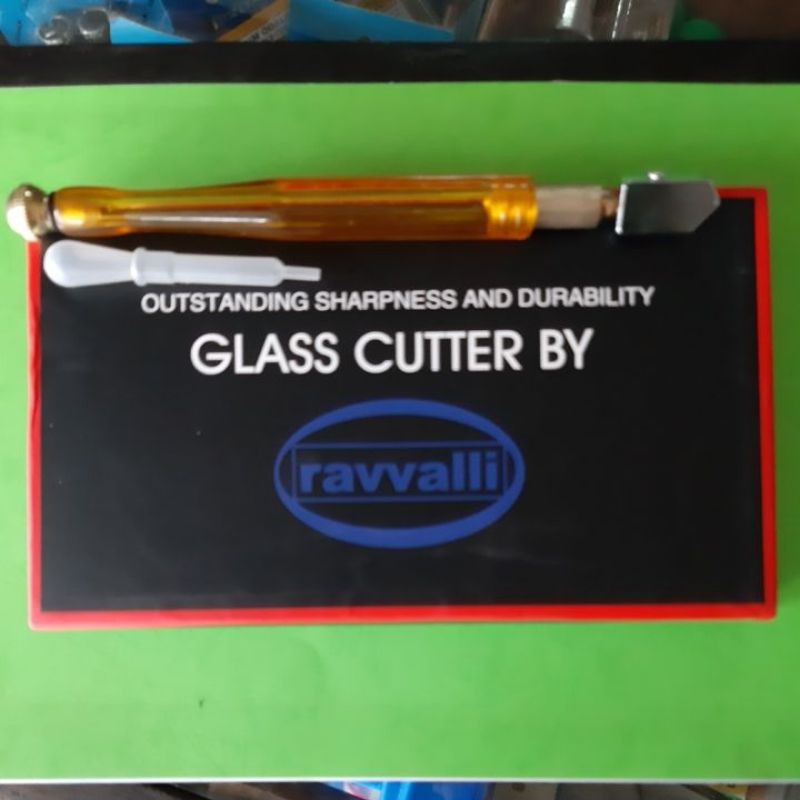 OUTSTANDING SHARPNESS AND DURABILITY
GLASS CUTTER BY
ravvalli